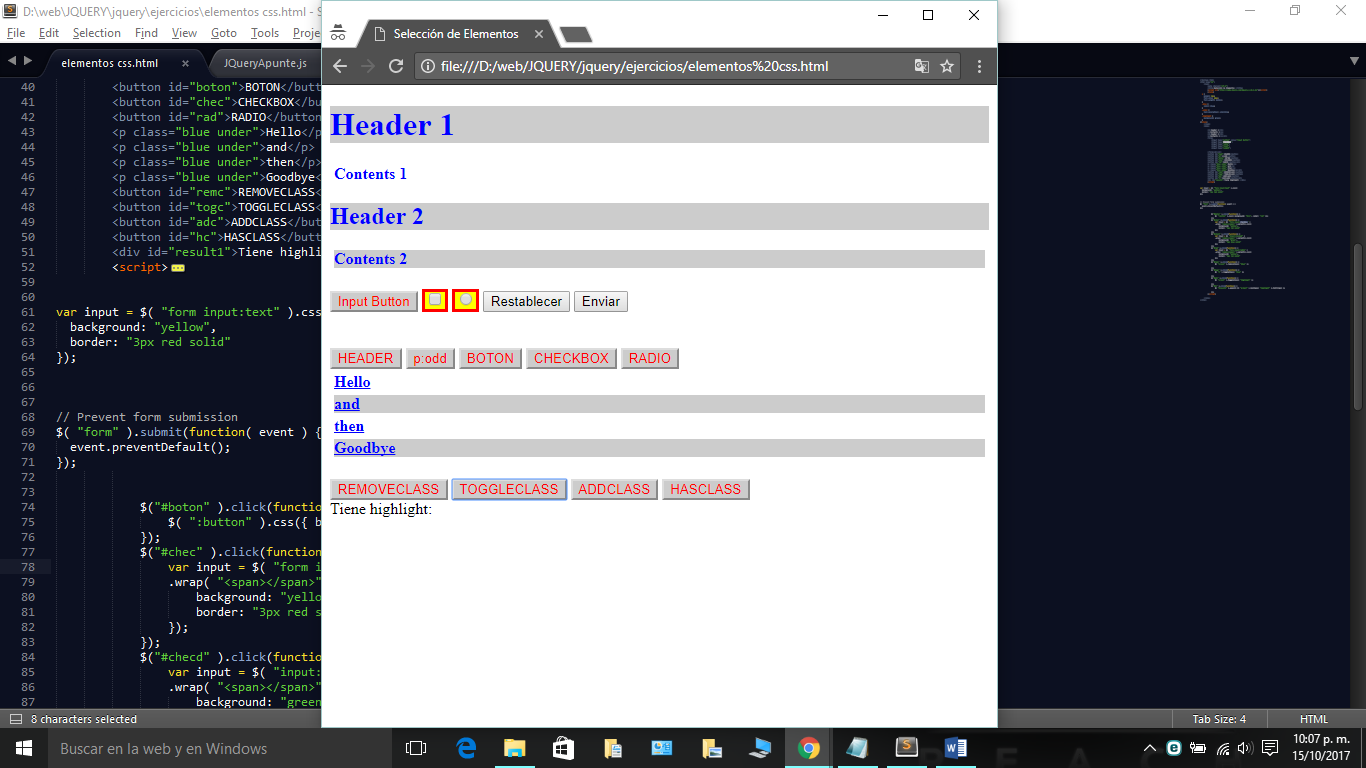 D:\web\JQUERY\jquery\ejercicios\elementos css.html - S
File Edit Selection Find View Goto Tools Proje
elementos css.html × JQueryApunte.js
40 <button id="boton">BOTON</butt
41 <button id="chec">CHECKBOX</bu
42 <button id="rad">RADIO</button
43 <p class="blue under">Hello</p
44 <p class="blue under">and</p>
45 <p class="blue under">then</p>
46 <p class="blue under">Goodbye<
47 <button id="remc">REMOVECLASS<
48 <button id="togc">TOGGLECLASS<
49 <button id="adc">ADDCLASS</but
50 <button id="hc">HASCLASS</butt
51 <div id="result1">Tiene highli
52 <script>
59
60
61 var input = $( "form input:text" ).css
62 background: "yellow",
63 border: "3px red solid"
64 });
65
66
67
68 // Prevent form submission
69 $( "form" ).submit(function( event ) {
70 event.preventDefault();
71 });
72
73
74 $("#boton" ).click(function
75 $( ":button" ).css({ b
76 });
77 $("#chec" ).click(function
78 var input = $( "form i
79 .wrap( "<span></span>"
80 background: "yello
81 border: "3px red s
82 });
83 });
84 $("#checd" ).click(functio
85 var input = $( "input:
86 .wrap( "<span></span>"
87 background: "green
8 characters selected
Tab Size: 4 HTML
Selección de Elementos
file:///D:/web/JQUERY/jquery/ejercicios/elementos%20css.html
Header 1
Contents 1
Header 2
Contents 2
Input Button Restablecer Enviar
HEADER p:odd BOTON CHECKBOX RADIO
Hello
and
then
Goodbye
REMOVECLASS TOGGLECLASS ADDCLASS HASCLASS
Tiene highlight:
Buscar en la web y en Windows
10:07 p. m.
15/10/2017